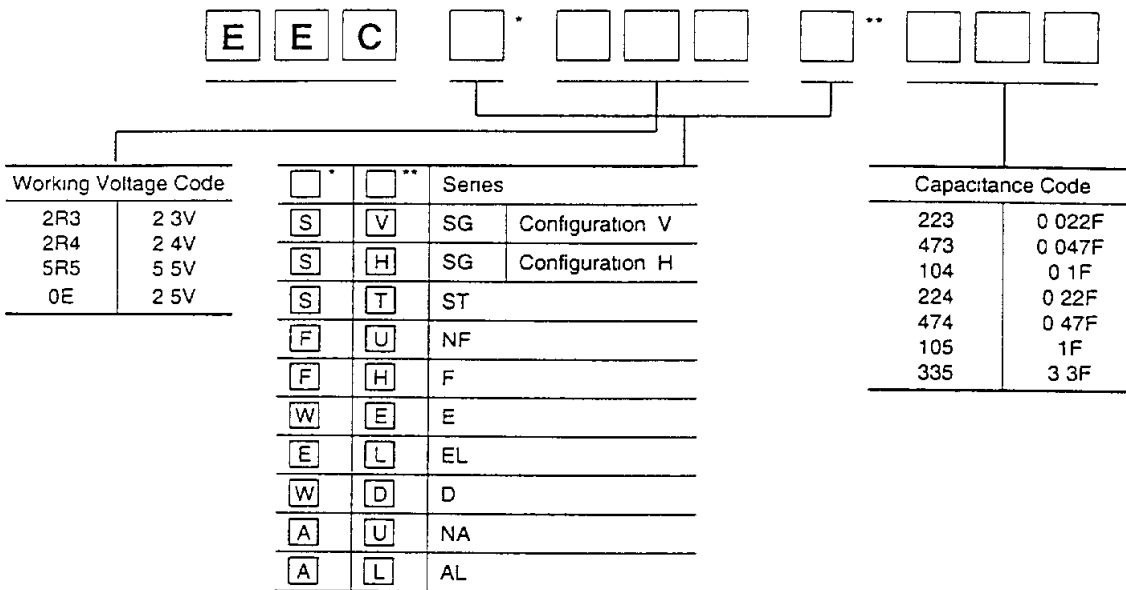 E E C * **
Working Voltage Code
2R3 2 3V
2R4 2 4V
5R5 5 5V
0E 2 5V
* ** Series
S V SG Configuration V
S H SG Configuration H
S T ST
F U NF
F H F
W E E
E L EL
W D D
A U NA
A L AL
Capacitance Code
223 0 022F
473 0 047F
104 0 1F
224 0 22F
474 0 47F
105 1F
335 3 3F